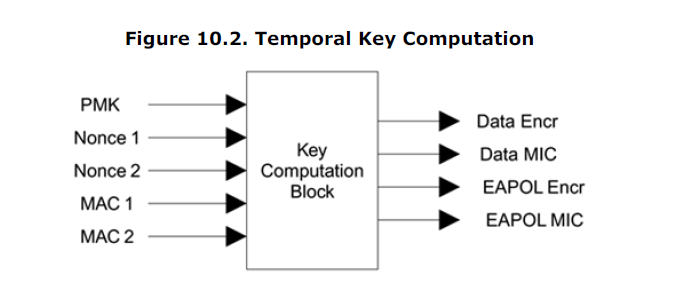 Figure 10.2. Temporal Key Computation
PMK
Nonce 1
Nonce 2
MAC 1
MAC 2
Key
Computation
Block
Data Encr
Data MIC
EAPOL Encr
EAPOL MIC